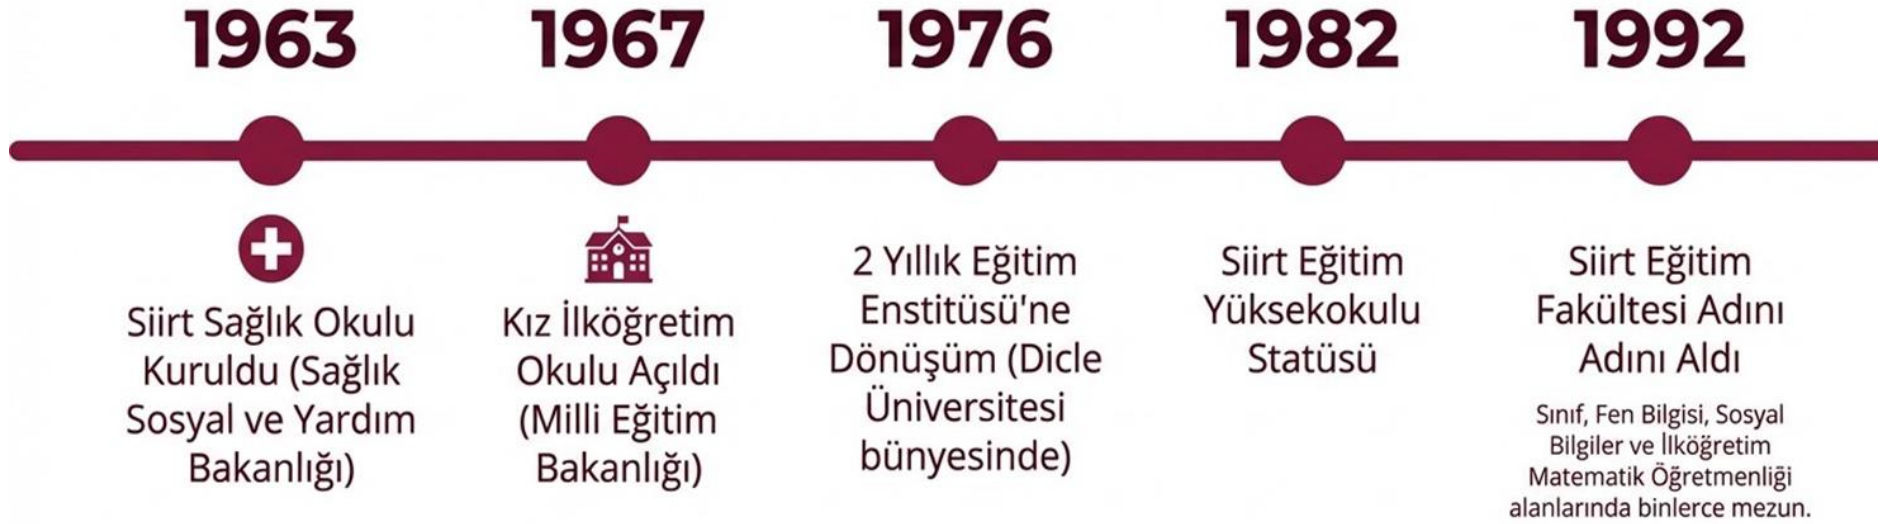 1963
Siirt Sağlık Okulu
Kuruldu (Sağlık
Sosyal ve Yardım
Bakanlığı)
1967
Kız İlköğretim
Okulu Açıldı
(Milli Eğitim
Bakanlığı)
1976
2 Yıllık Eğitim
Enstitüsü'ne
Dönüşüm (Dicle
Üniversitesi
bünyesinde)
1982
Siirt Eğitim
Yüksekokulu
Statüsü
1992
Siirt Eğitim
Fakültesi Adını
Adını Aldı
Sınıf, Fen Bilgisi, Sosyal
Bilgiler ve İlköğretim
Matematik Öğretmenliği
alanlarında binlerce mezun.